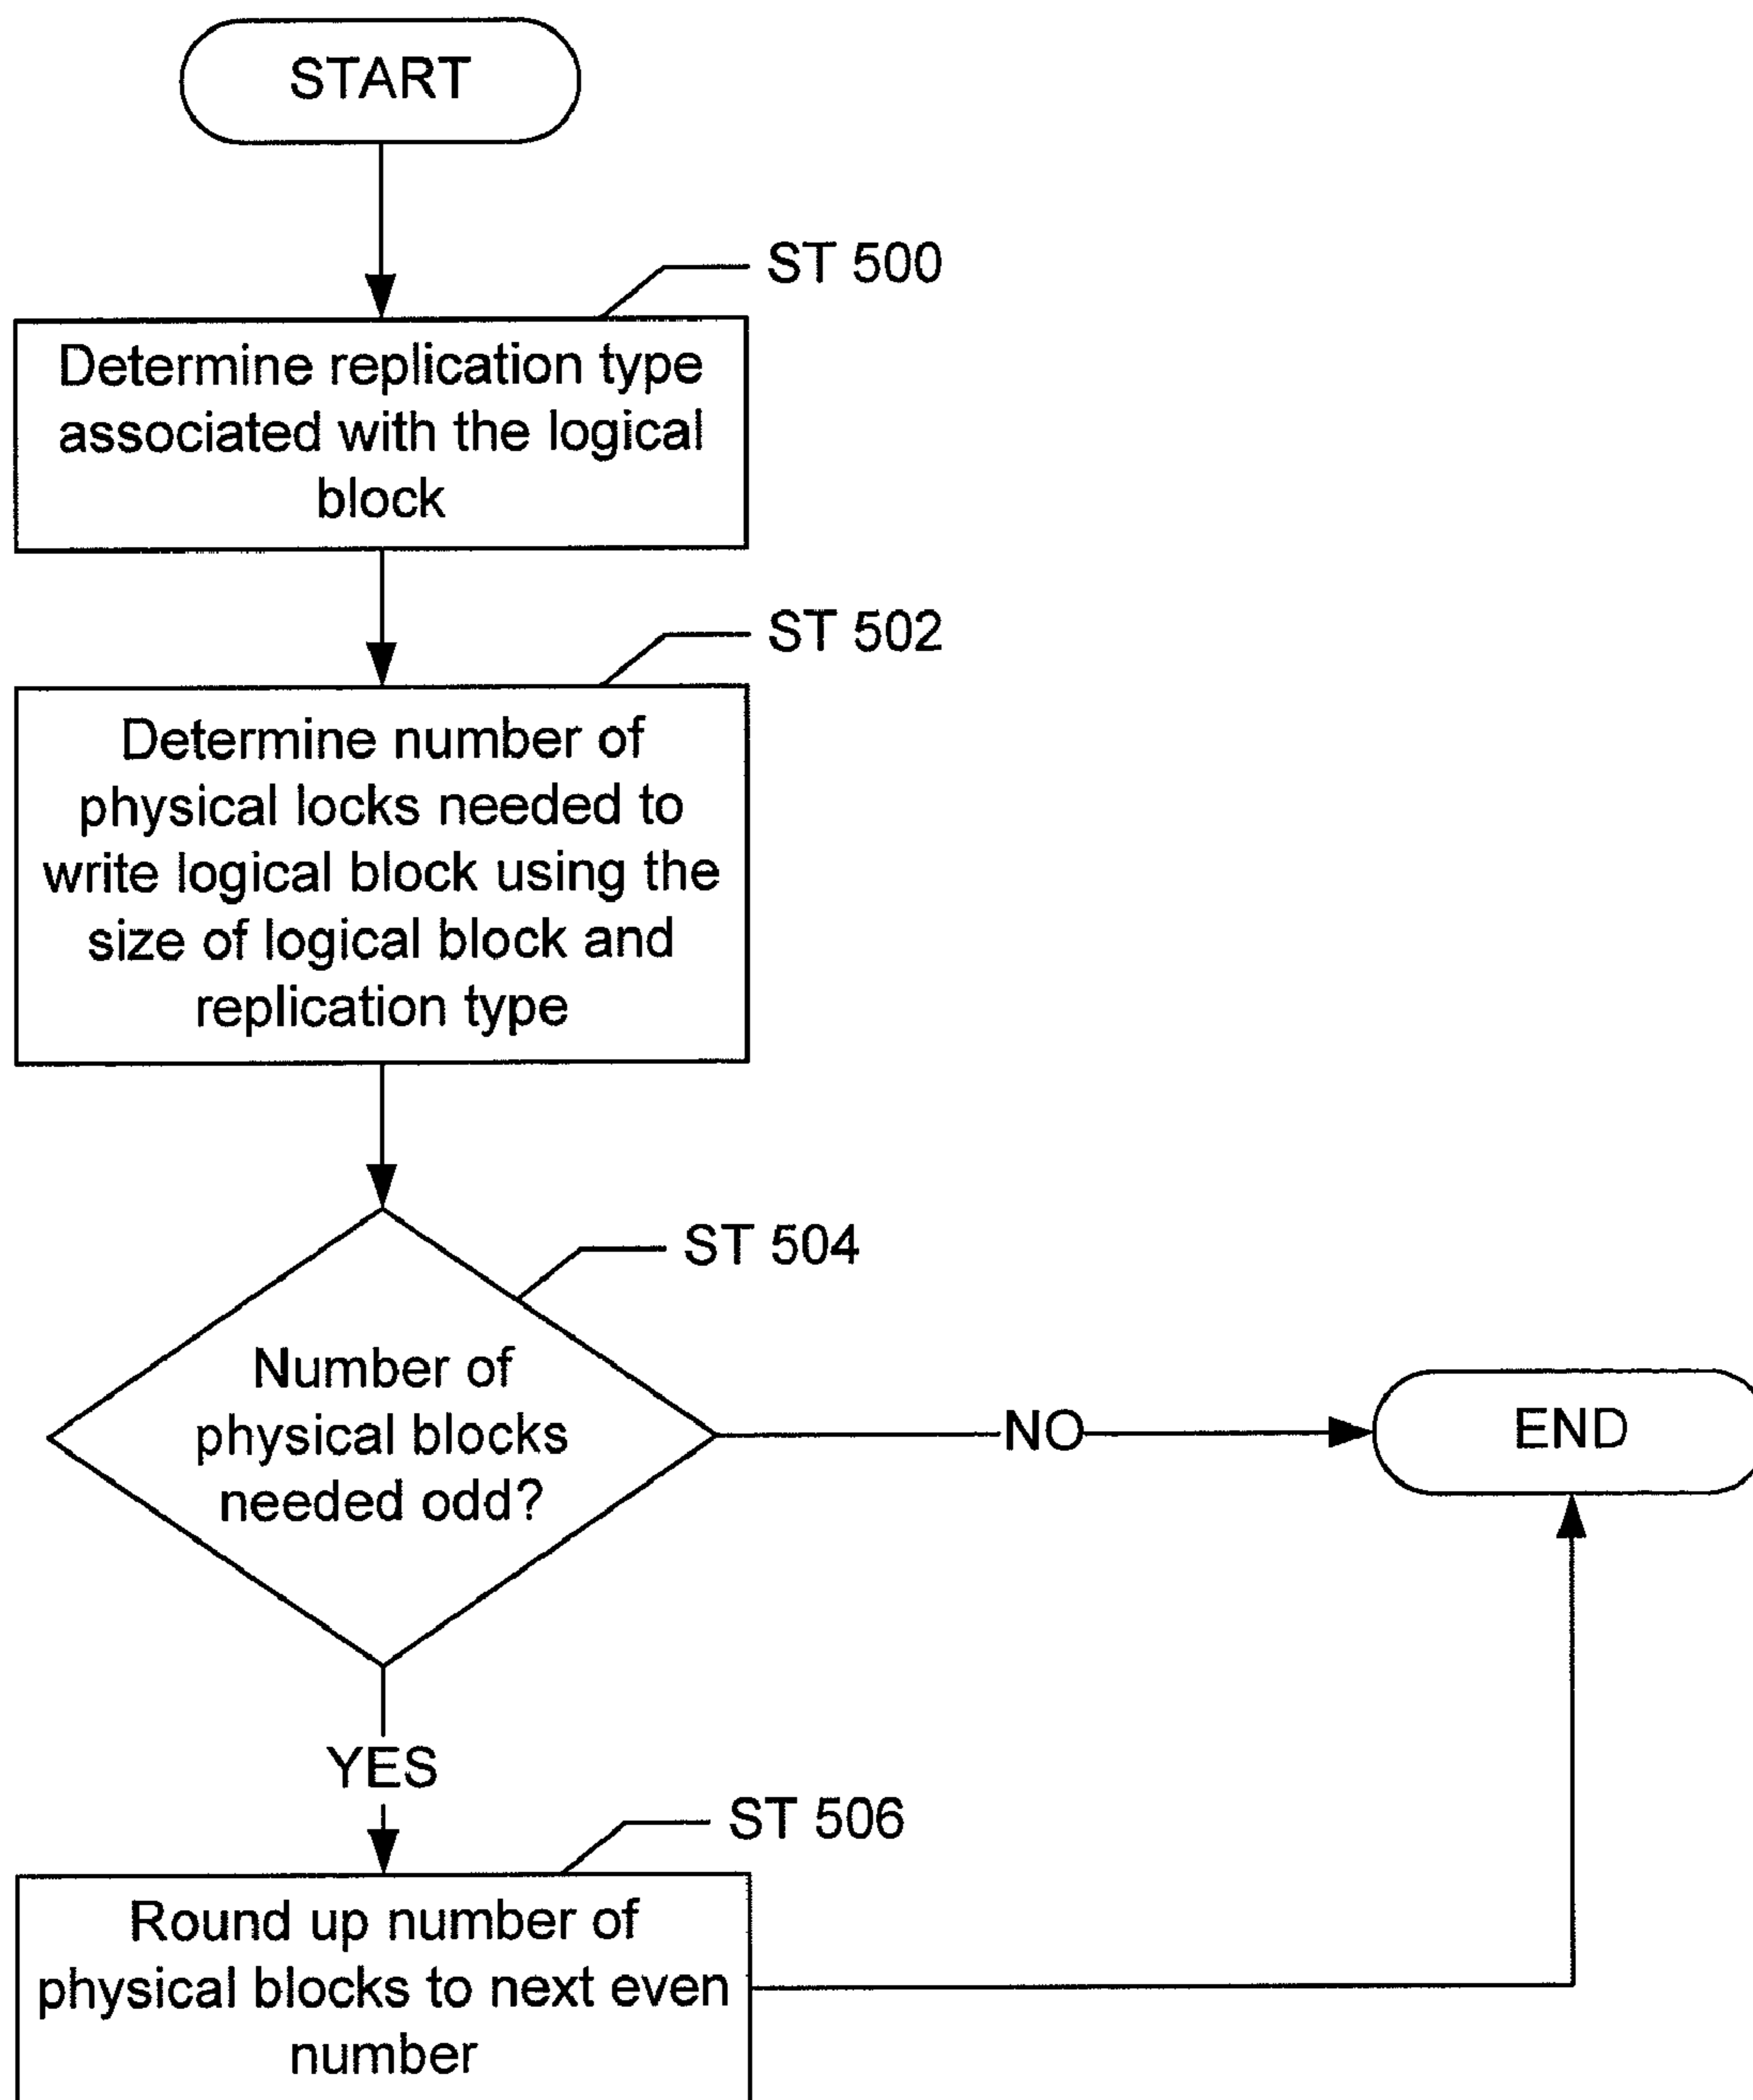 START
ST 500
Determine replication type
associated with the logical
block
ST 502
Determine number of
physical locks needed to
write logical block using the
size of logical block and
replication type
ST 504
Number of
physical blocks
needed odd?
NO
END
YES
ST 506
Round up number of
physical blocks to next even
number